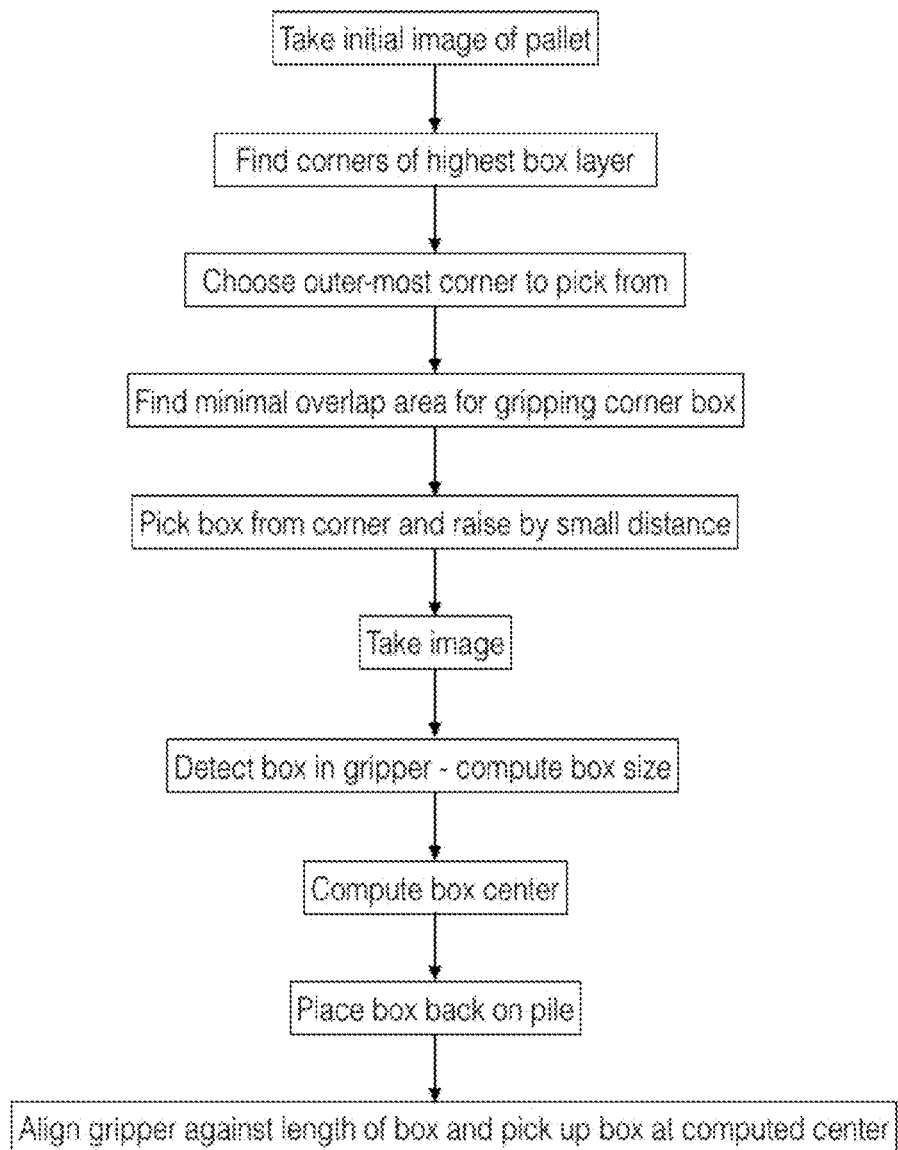 Take initial image of pallet
Find corners of highest box layer
Choose outer-most corner to pick from
Find minimal overlap area for gripping corner box
Pick box from corner and raise by small distance
Take image
Detect box in gripper - compute box size
Compute box center
Place box back on pile
Align gripper against length of box and pick up box at computed center